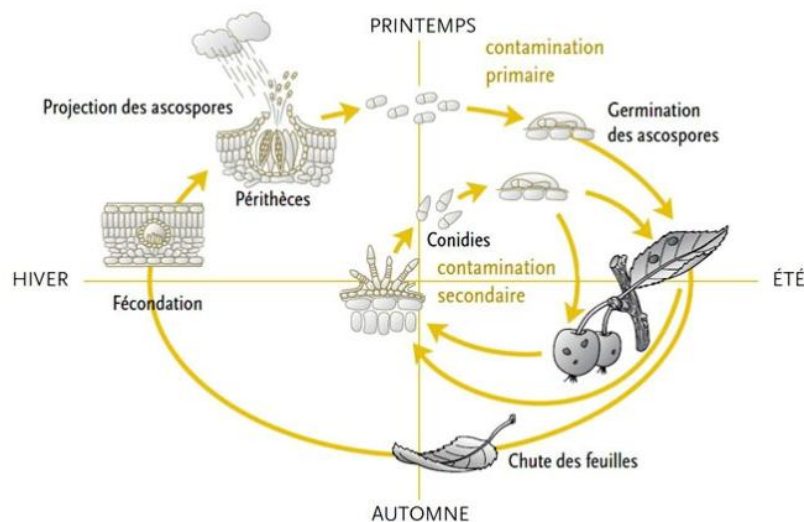 PRINTEMPS
contamination
primaire
Projection des ascospores
Germination
des ascospores
Périthèces
Conidies
contamination
secondaire
HIVER
ÉTÉ
Fécondation
Chute des feuilles
AUTOMNE